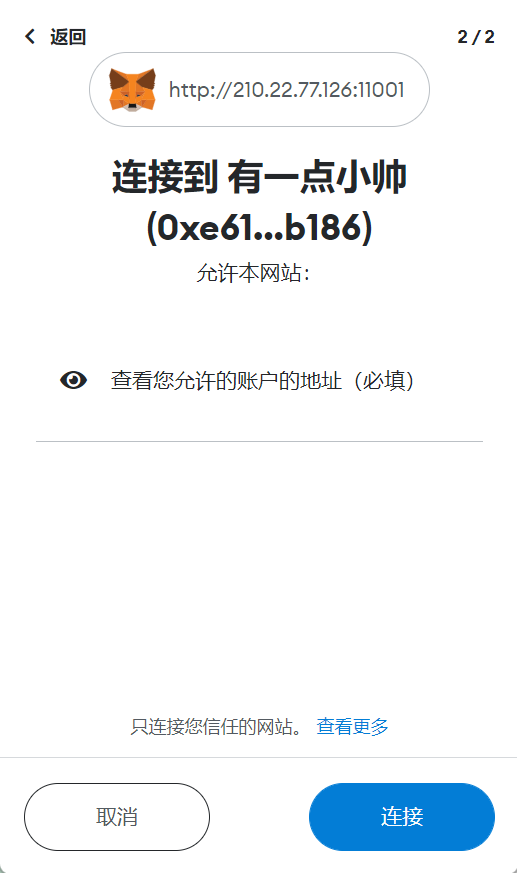 返回
2 / 2
http://210.22.77.126:11001
连接到 有一点小帅
(0xe61...b186)
允许本网站：
查看您允许的账户的地址（必填）
只连接您信任的网站。 查看更多
取消
连接